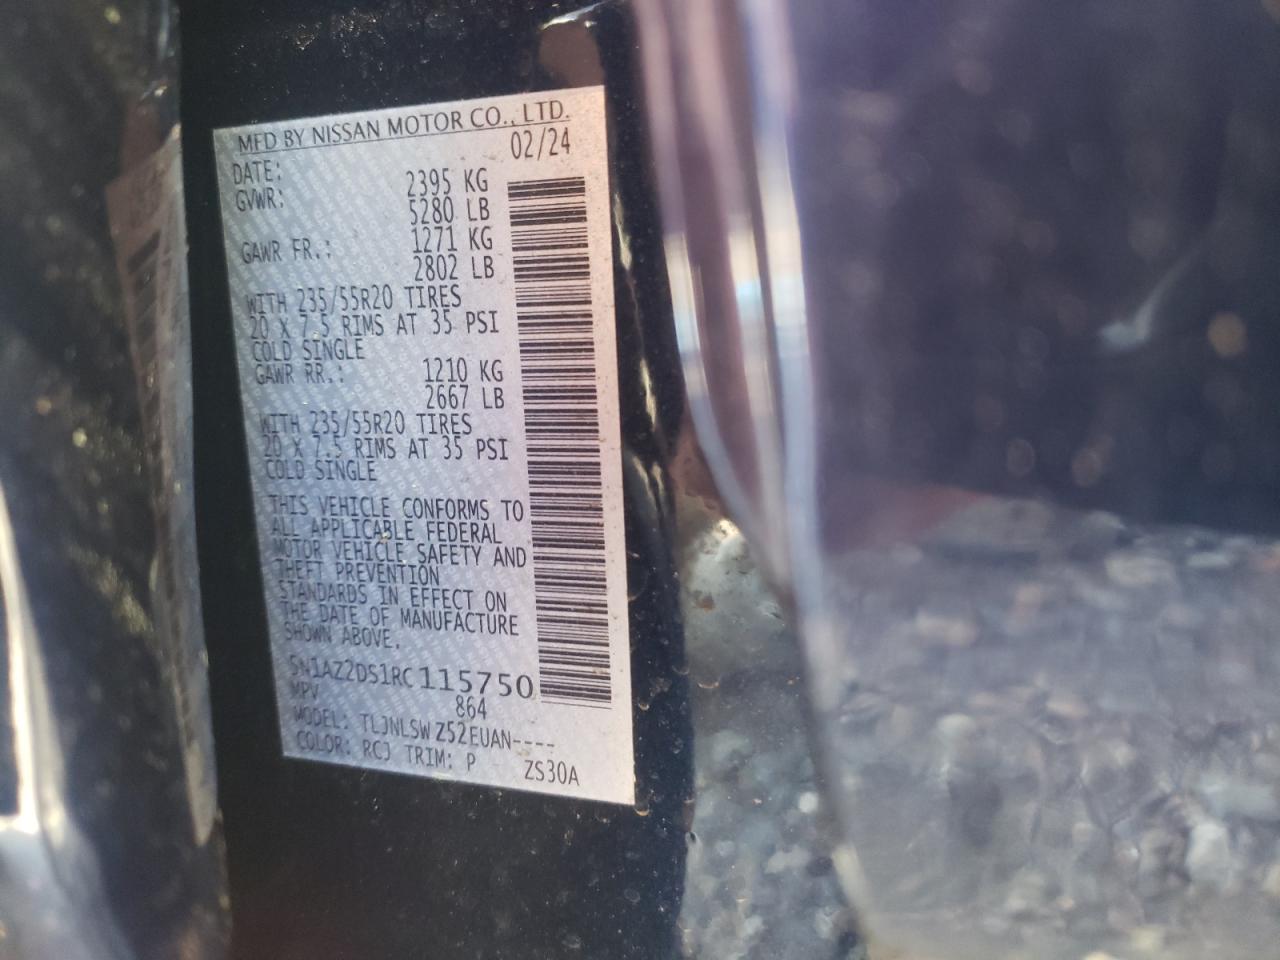 MFD BY NISSAN MOTOR CO., LTD.
DATE: 02/24
GVWR: 2395 KG
5280 LB
GAWR FR.: 1271 KG
2802 LB
WITH 235/55R20 TIRES
20 X 7.5 RIMS AT 35 PSI
COLD SINGLE
GAWR RR.: 1210 KG
2667 LB
WITH 235/55R20 TIRES
20 X 7.5 RIMS AT 35 PSI
COLD SINGLE
THIS VEHICLE CONFORMS TO
ALL APPLICABLE FEDERAL
MOTOR VEHICLE SAFETY AND
THEFT PREVENTION
STANDARDS IN EFFECT ON
THE DATE OF MANUFACTURE
SHOWN ABOVE.
5N1AZ2DS1RC115750
MPV 864
MODEL: TLJNLSWZ52EUAN----
COLOR: RCJ TRIM: P ZS30A